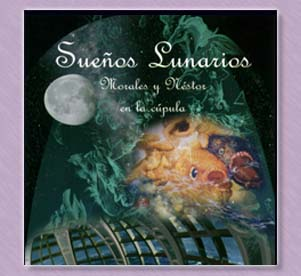 Sueños Lunarios
Morales y Néstor
en la cúpula